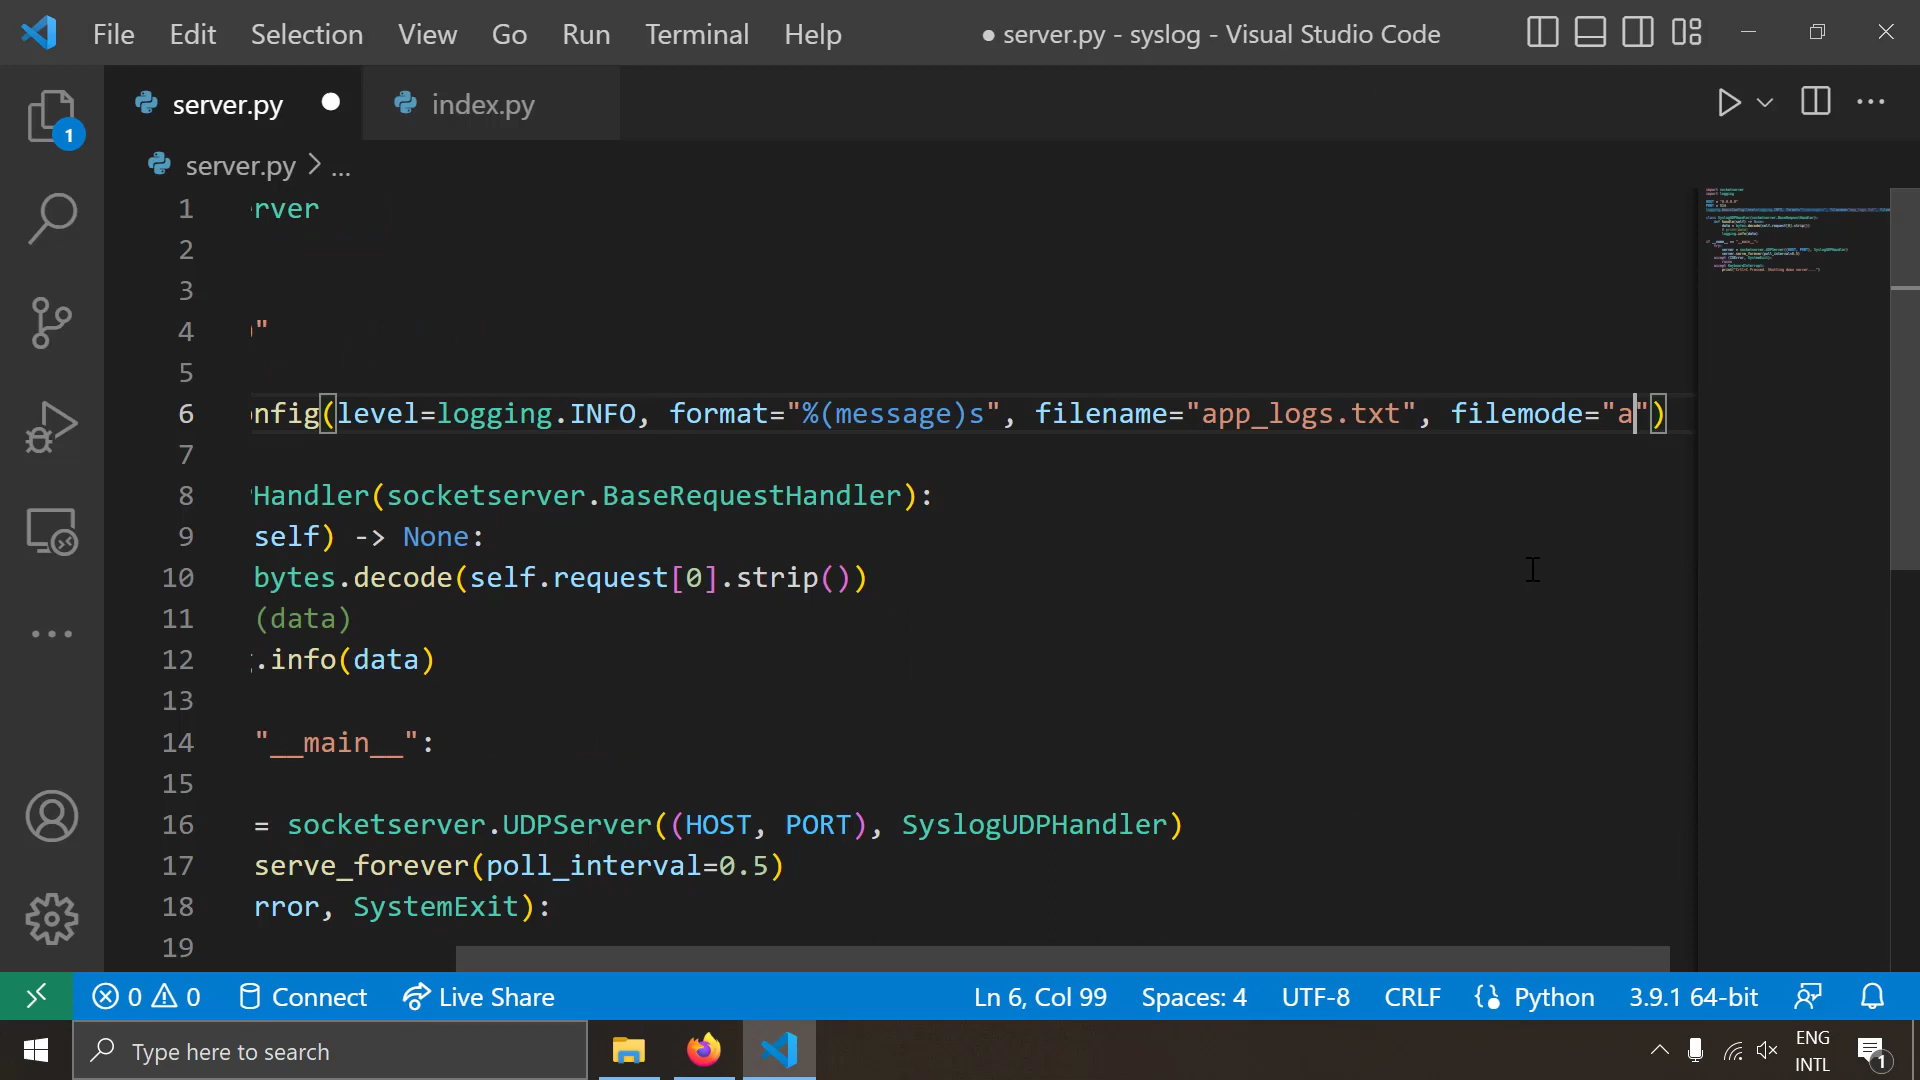 File Edit Selection View Go Run Terminal Help ● server.py - syslog - Visual Studio Code
server.py ● index.py
server.py > ...
1 rver
2
3
4 "
5
6 nfig(level=logging.INFO, format="%(message)s", filename="app_logs.txt", filemode="a")
7
8 Handler(socketserver.BaseRequestHandler):
9 self) -> None:
10 bytes.decode(self.request[0].strip())
11 (data)
12 .info(data)
13
14 "__main__":
15
16 = socketserver.UDPServer((HOST, PORT), SyslogUDPHandler)
17 serve_forever(poll_interval=0.5)
18 rror, SystemExit):
19
1
0 0 Connect Live Share Ln 6, Col 99 Spaces: 4 UTF-8 CRLF Python 3.9.1 64-bit
Type here to search
ENG
INTL
1